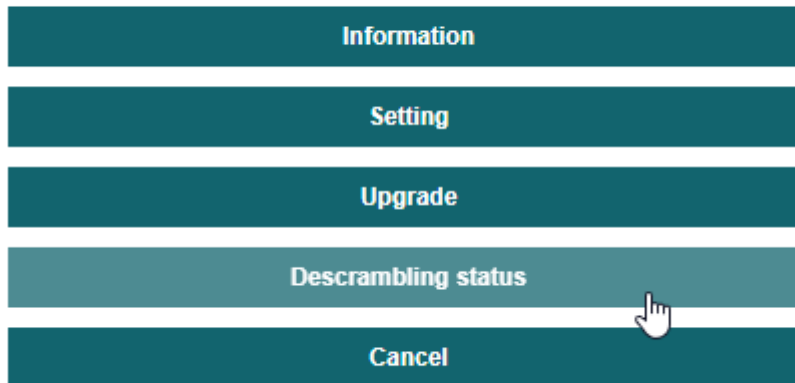 Information
Setting
Upgrade
Descrambling status
Cancel